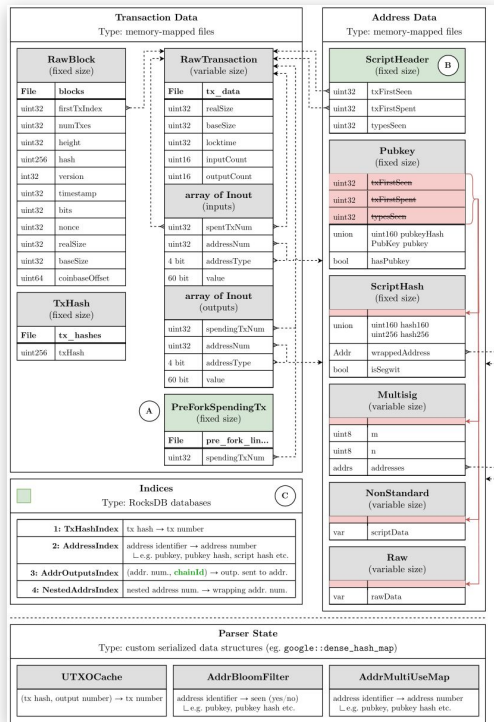 Transaction Data
Type: memory-mapped files
RawBlock
(fixed size)
File blocks
uint32 firstTxIndex
uint32 numTxes
uint32 height
uint256 hash
int32 version
uint32 timestamp
uint32 bits
uint32 nonce
uint32 realSize
uint32 baseSize
uint64 coinbaseOffset
TxHash
(fixed size)
File tx_hashes
uint256 txHash
RawTransaction
(variable size)
File tx_data
uint32 realSize
uint32 baseSize
uint32 locktime
uint16 inputCount
uint16 outputCount
array of Inout
(inputs)
uint32 spentTxNum
uint32 addressNum
4 bit addressType
60 bit value
array of Inout
(outputs)
uint32 spendingTxNum
uint32 addressNum
4 bit addressType
60 bit value
A
PreForkSpendingTx
(fixed size)
File pre_fork_lin...
uint32 spendingTxNum
Address Data
Type: memory-mapped files
ScriptHeader
(fixed size)
B
uint32 txFirstSeen
uint32 txFirstSpent
uint32 typesSeen
Pubkey
(fixed size)
uint32 txFirstSeen
uint32 txFirstSpent
uint32 typesSeen
union uint160 pubkeyHash
PubKey pubkey
bool hasPubkey
ScriptHash
(fixed size)
union uint160 hash160
uint256 hash256
Addr wrappedAddress
bool isSegwit
Multisig
(variable size)
uint8 m
uint8 n
addrs addresses
NonStandard
(variable size)
var scriptData
Raw
(variable size)
var rawData
Indices
Type: RocksDB databases
C
1: TxHashIndex tx hash → tx number
2: AddressIndex address identifier → address number
∟e.g. pubkey, pubkey hash, script hash etc.
3: AddrOutputsIndex (addr. num., chainId) → outp. sent to addr.
4: NestedAddrsIndex nested address num. → wrapping addr. num.
Parser State
Type: custom serialized data structures (eg. google::dense_hash_map)
UTXOCache
(tx hash, output number) → tx number
AddrBloomFilter
address identifier → seen (yes/no)
∟e.g. pubkey, pubkey hash etc.
AddrMultiUseMap
address identifier → address number
∟e.g. pubkey, pubkey hash etc.